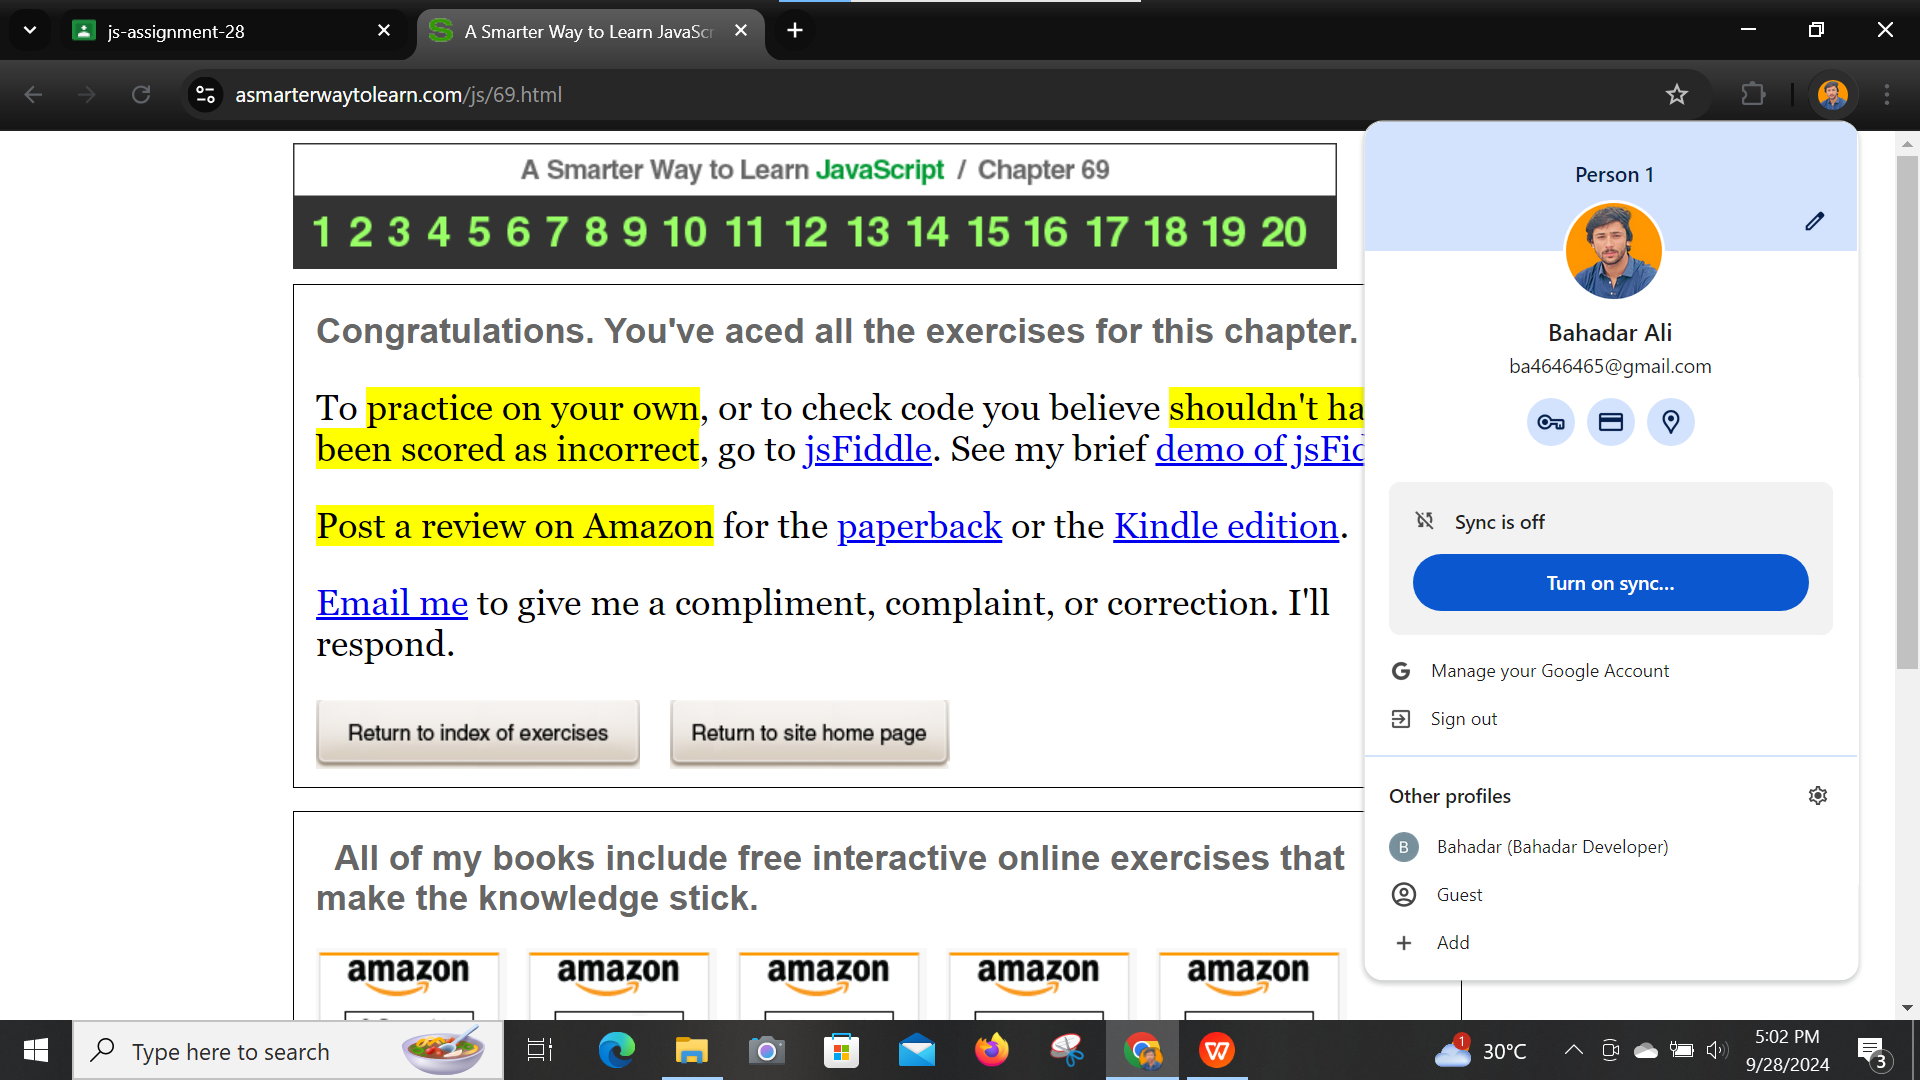 js-assignment-28
A Smarter Way to Learn JavaScr
asmarterwaytolearn.com/js/69.html
A Smarter Way to Learn JavaScript / Chapter 69
1 2 3 4 5 6 7 8 9 10 11 12 13 14 15 16 17 18 19 20
Congratulations. You've aced all the exercises for this chapter.
To practice on your own, or to check code you believe shouldn't ha
been scored as incorrect, go to jsFiddle. See my brief demo of jsFid
Post a review on Amazon for the paperback or the Kindle edition.
Email me to give me a compliment, complaint, or correction. I'll
respond.
Return to index of exercises
Return to site home page
All of my books include free interactive online exercises that
make the knowledge stick.
amazon amazon amazon amazon amazon
Person 1
Bahadar Ali
ba4646465@gmail.com
Sync is off
Turn on sync...
Manage your Google Account
Sign out
Other profiles
B Bahadar (Bahadar Developer)
Guest
Add
Type here to search
1
30°C
5:02 PM
9/28/2024
3